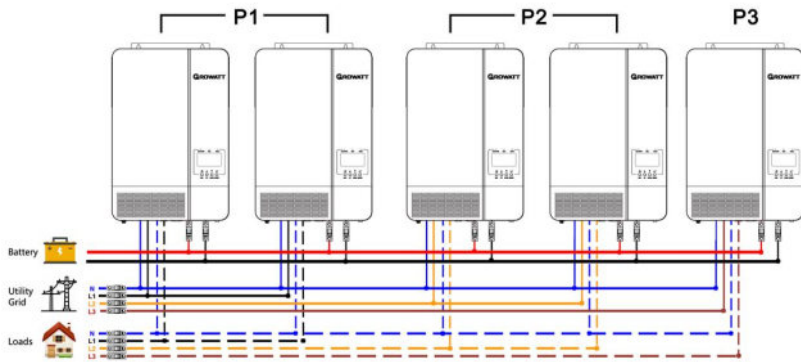 P1 P2 P3
GROWATT GROWATT GROWATT GROWATT GROWATT
Battery
Utility
Grid
N
L1
L2
L3
Loads
N
L1
L2
L3